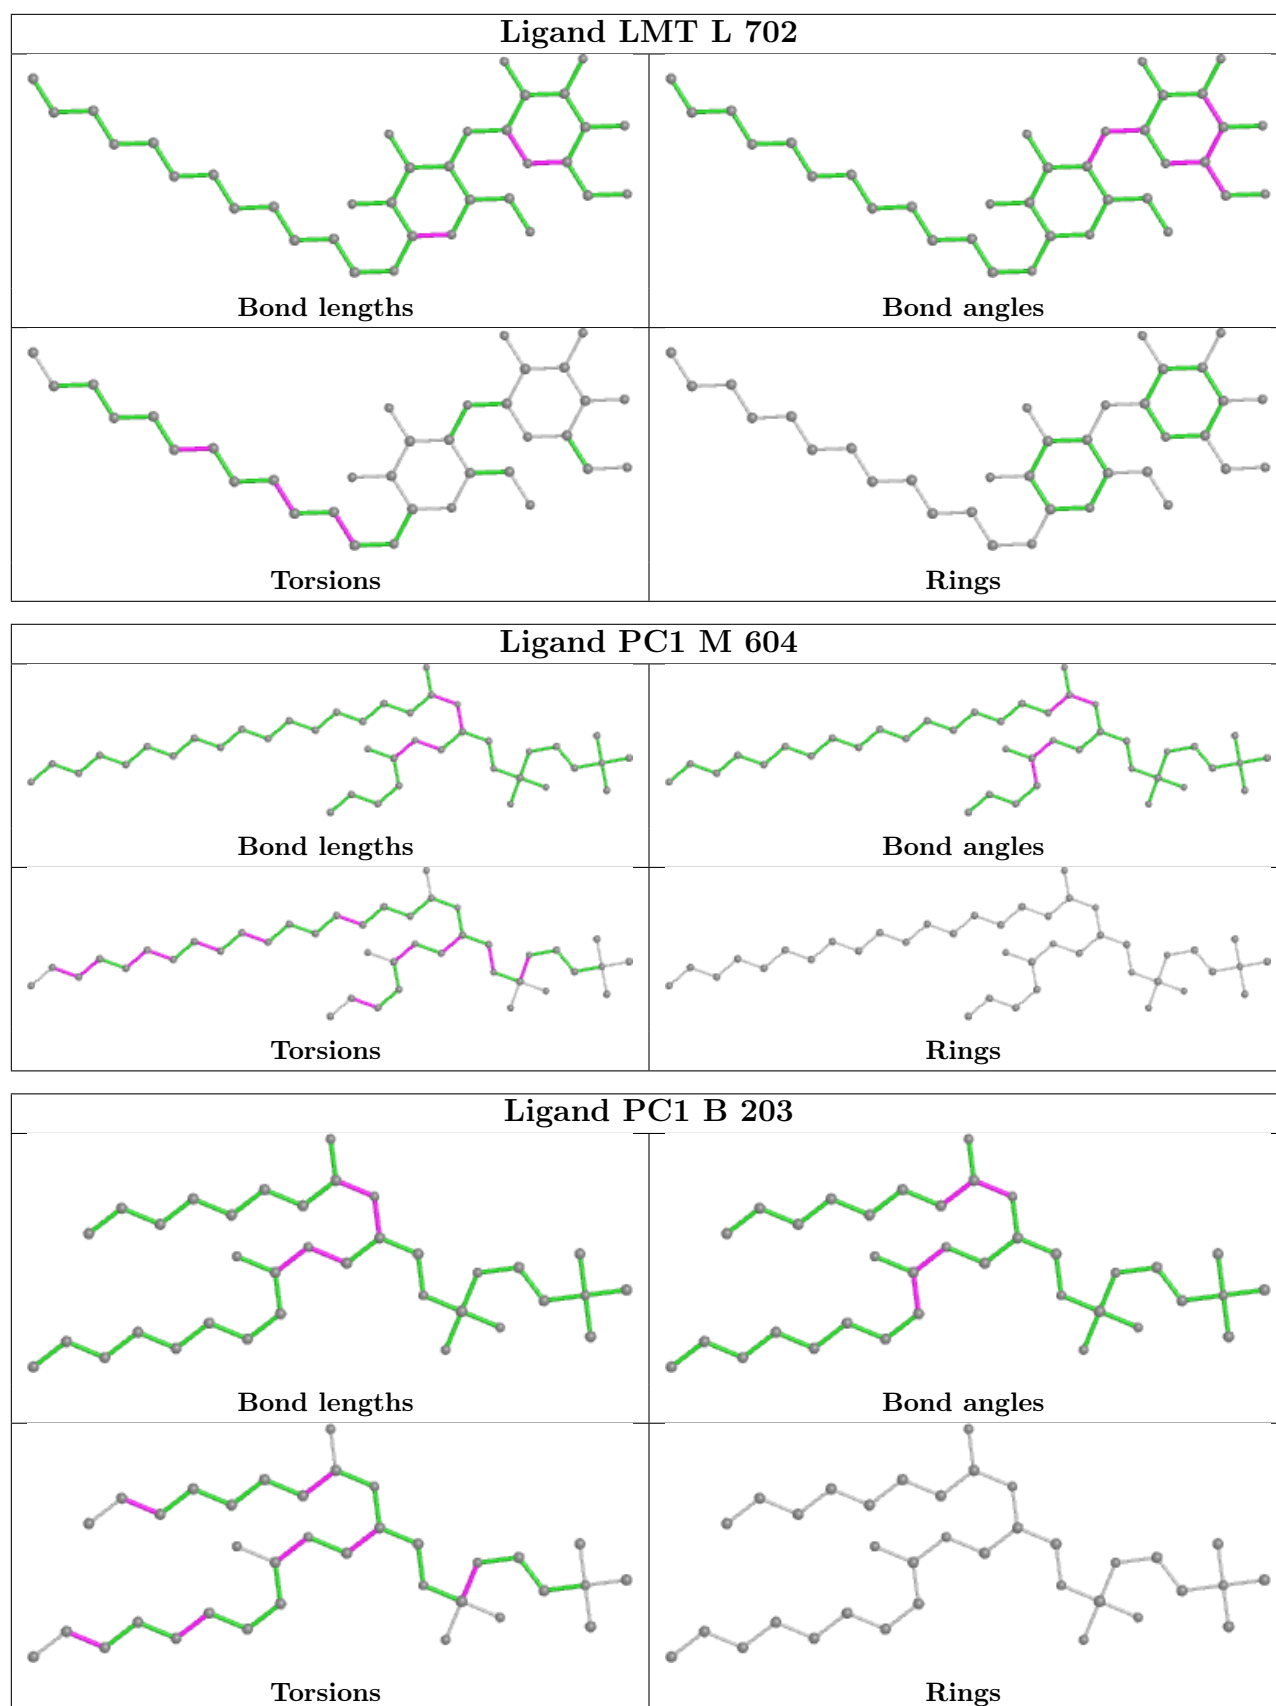 Ligand LMT L 702
Bond lengths
Bond angles
Torsions
Rings
Ligand PC1 M 604
Bond lengths
Bond angles
Torsions
Rings
Ligand PC1 B 203
Bond lengths
Bond angles
Torsions
Rings